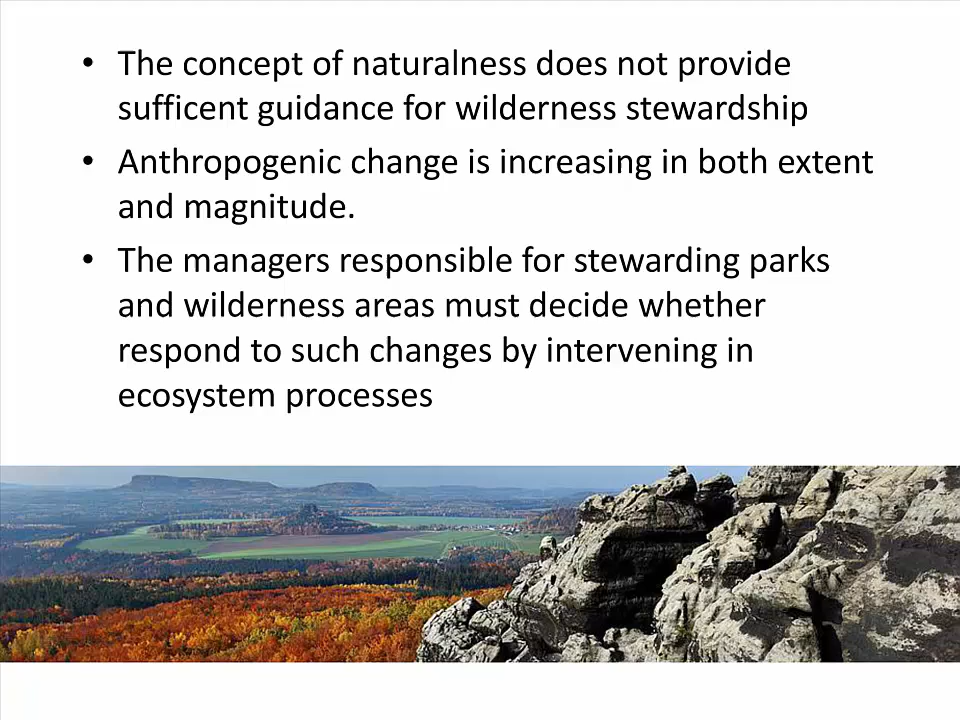 • The concept of naturalness does not provide
sufficent guidance for wilderness stewardship
• Anthropogenic change is increasing in both extent
and magnitude.
• The managers responsible for stewarding parks
and wilderness areas must decide whether
respond to such changes by intervening in
ecosystem processes